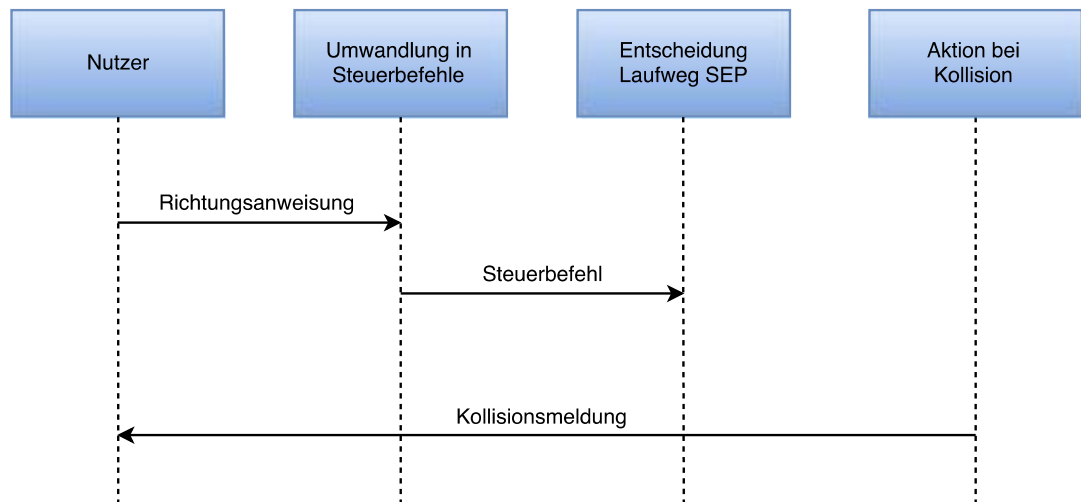 Nutzer
Umwandlung in
Steuerbefehle
Entscheidung
Laufweg SEP
Aktion bei
Kollision
Richtungsanweisung
Steuerbefehl
Kollisionsmeldung